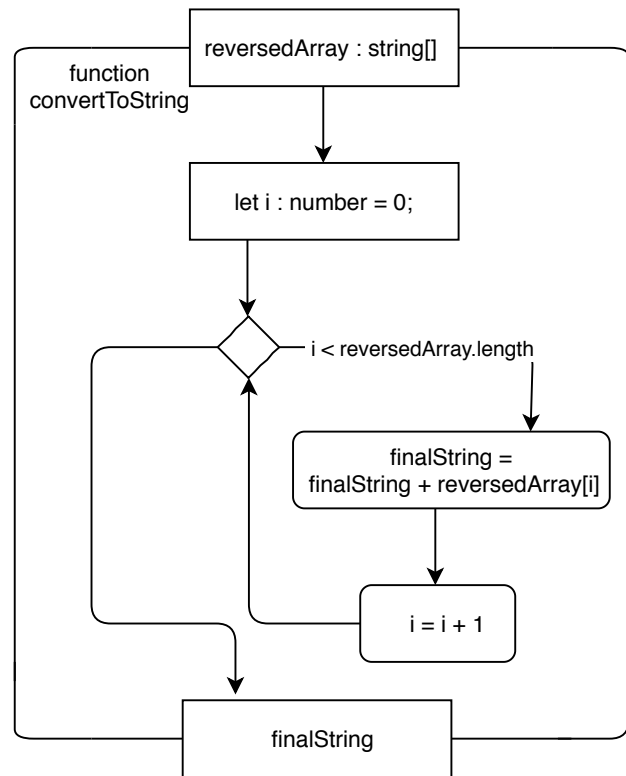 reversedArray : string[]
function
convertToString
let i : number = 0;
i < reversedArray.length
finalString =
finalString + reversedArray[i]
i = i + 1
finalString